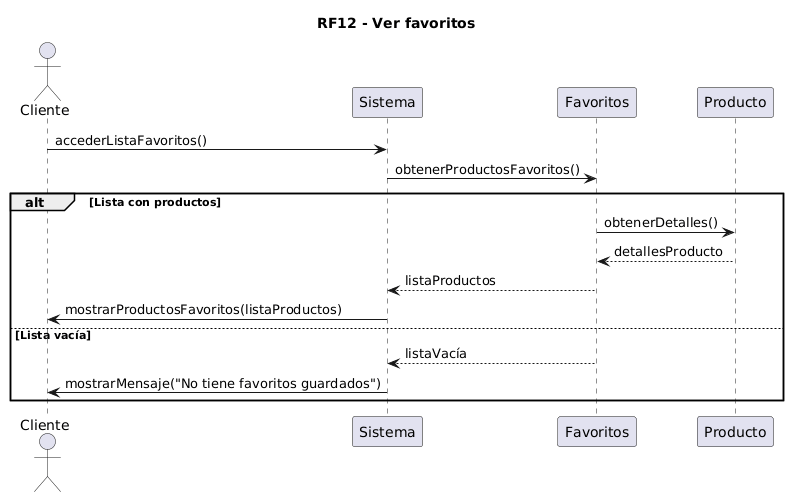 RF12 - Ver favoritos
Cliente
Sistema
Favoritos
Producto
accederListaFavoritos()
obtenerProductosFavoritos()
alt [Lista con productos]
obtenerDetalles()
detallesProducto
listaProductos
mostrarProductosFavoritos(listaProductos)
[Lista vacía]
listaVacía
mostrarMensaje("No tiene favoritos guardados")
Cliente
Sistema
Favoritos
Producto